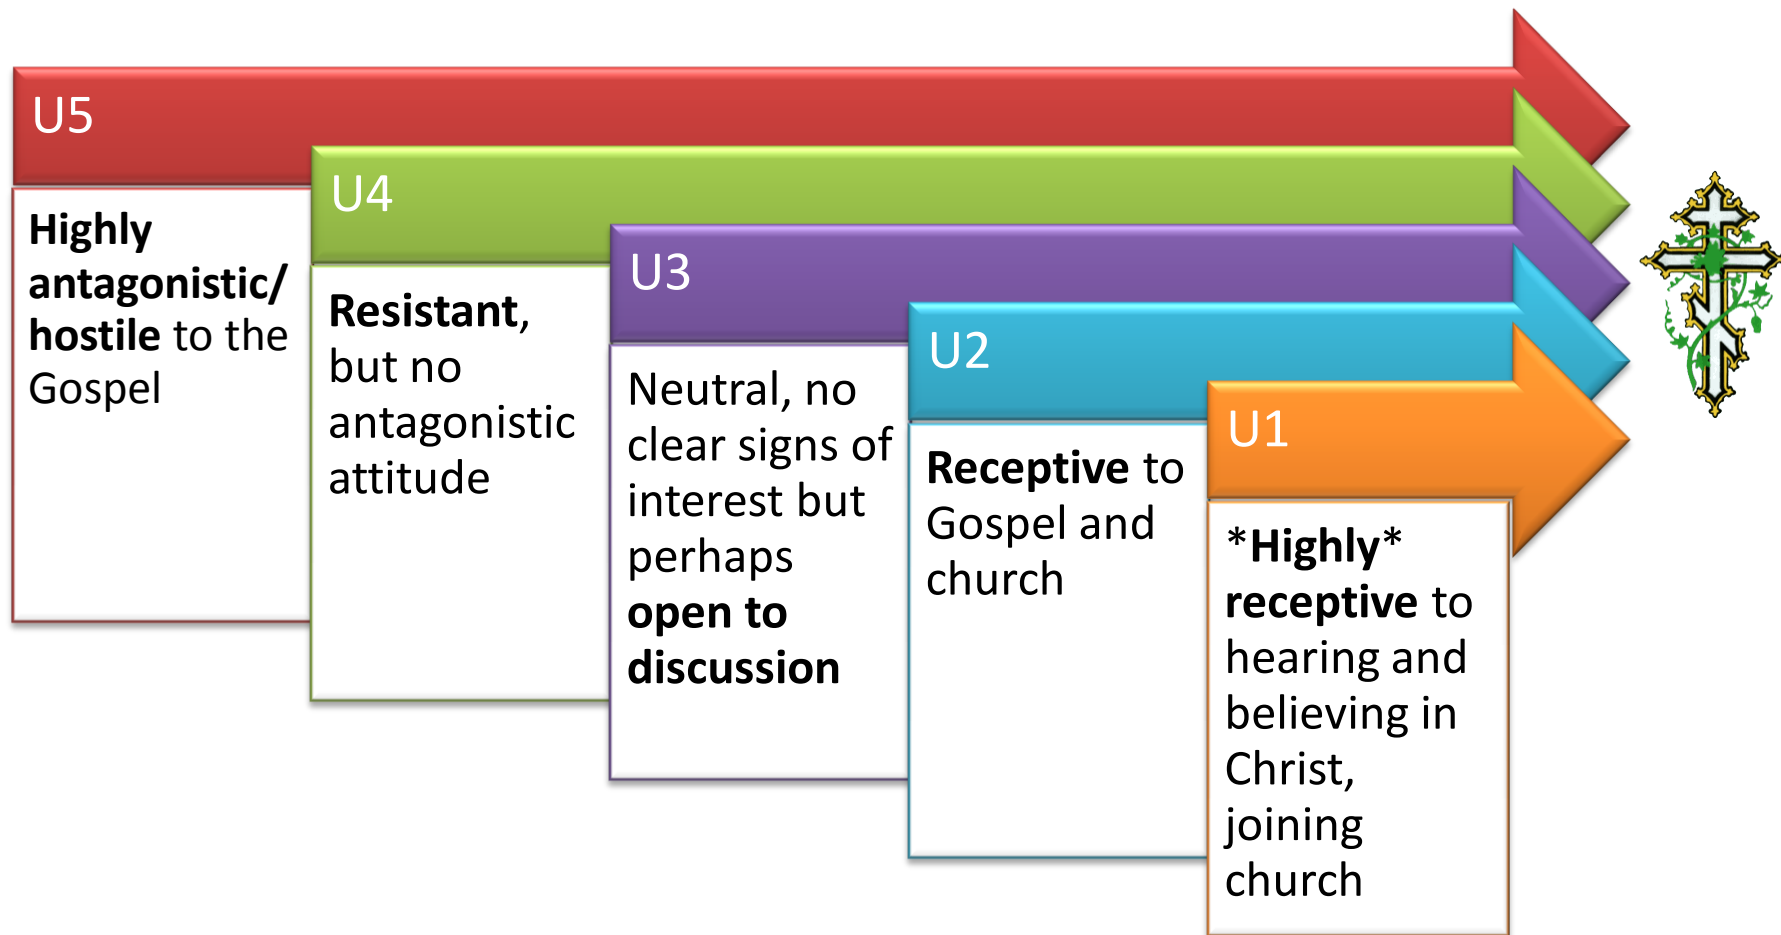 U5
Highly
antagonistic/
hostile to the
Gospel
U4
Resistant,
but no
antagonistic
attitude
U3
Neutral, no
clear signs of
interest but
perhaps
open to
discussion
U2
Receptive to
Gospel and
church
U1
*Highly*
receptive to
hearing and
believing in
Christ,
joining
church